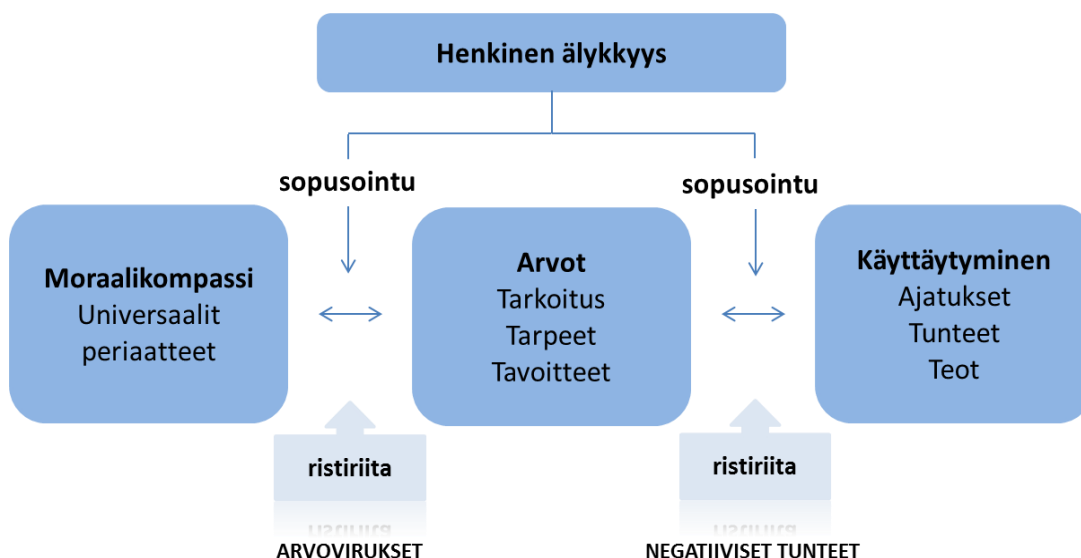 Henkinen älykkyys
sopusointu
sopusointu
Moraalikompassi
Universaalit
periaatteet
Arvot
Tarkoitus
Tarpeet
Tavoitteet
Käyttäytyminen
Ajatukset
Tunteet
Teot
ristiriita
ristiriita
ARVOVIRUKSET
NEGATIIVISET TUNTEET